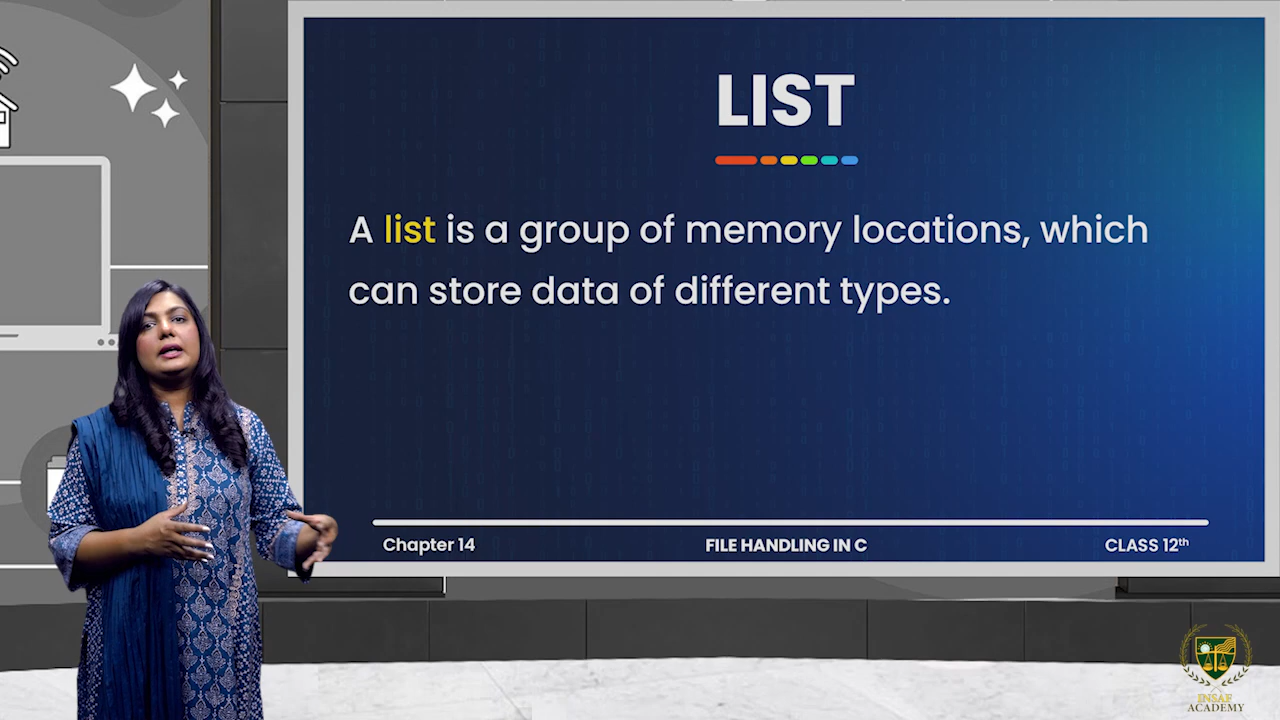 LIST
A list is a group of memory locations, which
can store data of different types.
Chapter 14
FILE HANDLING IN C
CLASS 12th
INSAF
ACADEMY